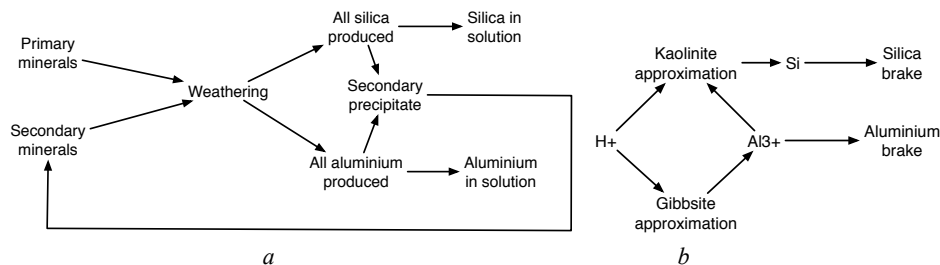 Primary
minerals
Secondary
minerals
Weathering
All silica
produced
Silica in
solution
Secondary
precipitate
All aluminium
produced
Aluminium
in solution
a
Kaolinite
approximation
Si
Silica
brake
H+
Al3+
Aluminium
brake
Gibbsite
approximation
b